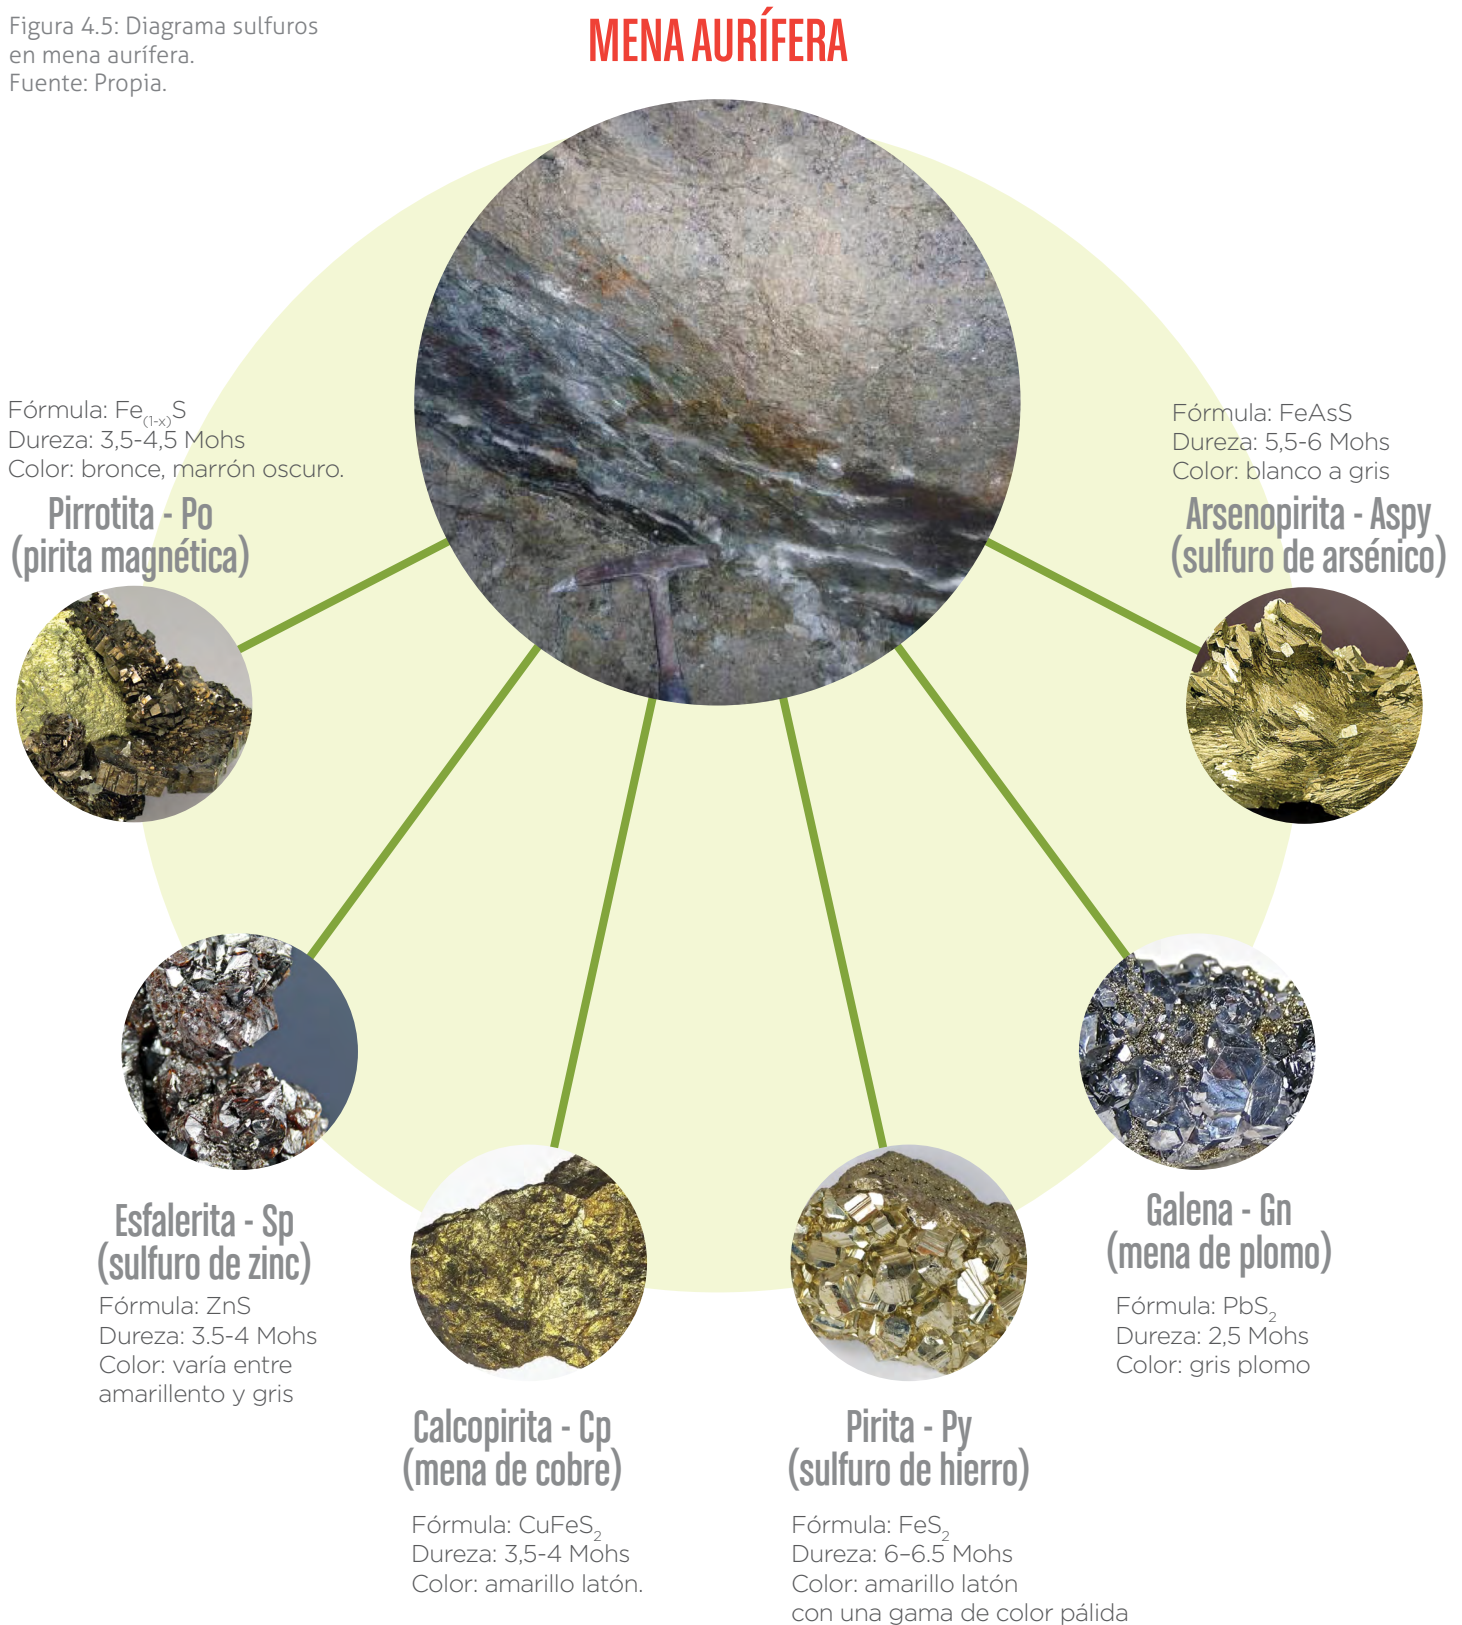 Figura 4.5: Diagrama sulfuros
en mena aurífera.
Fuente: Propia.
MENA AURÍFERA
Fórmula: Fe₍₁₋ₓ₎S
Dureza: 3,5-4,5 Mohs
Color: bronce, marrón oscuro.
Pirrotita - Po
(pirita magnética)
Fórmula: FeAsS
Dureza: 5,5-6 Mohs
Color: blanco a gris
Arsenopirita - Aspy
(sulfuro de arsénico)
Esfalerita - Sp
(sulfuro de zinc)
Fórmula: ZnS
Dureza: 3.5-4 Mohs
Color: varía entre
amarillento y gris
Galena - Gn
(mena de plomo)
Fórmula: PbS₂
Dureza: 2,5 Mohs
Color: gris plomo
Calcopirita - Cp
(mena de cobre)
Fórmula: CuFeS₂
Dureza: 3,5-4 Mohs
Color: amarillo latón.
Pirita - Py
(sulfuro de hierro)
Fórmula: FeS₂
Dureza: 6–6.5 Mohs
Color: amarillo latón
con una gama de color pálida